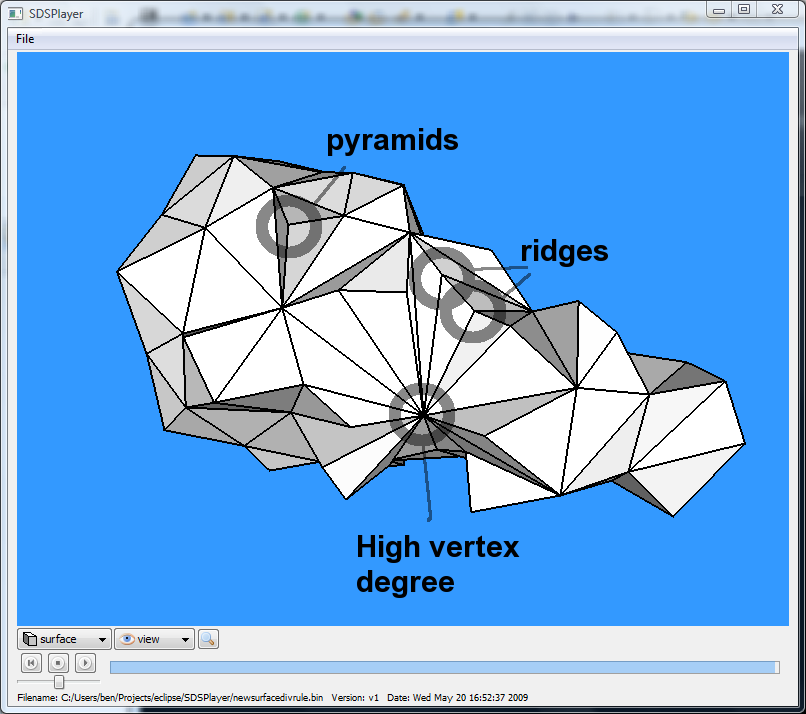 SDSPlayer
File
pyramids
ridges
High vertex
degree
surface
view
Filename: C:/Users/ben/Projects/eclipse/SDSPlayer/newsurfacedivrule.bin   Version: v1   Date: Wed May 20 16:52:37 2009